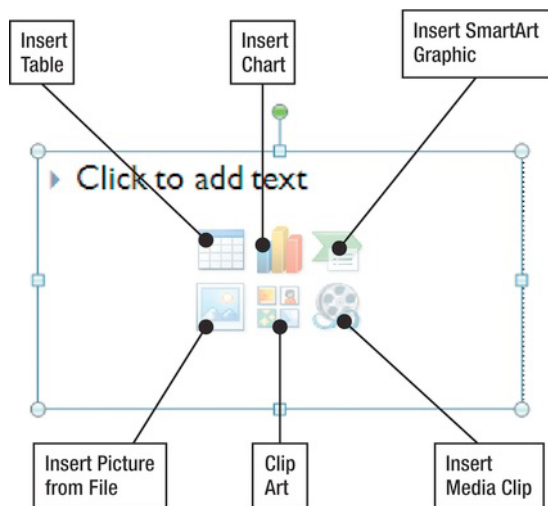 Insert
Table
Insert
Chart
Insert SmartArt
Graphic
Click to add text
Insert Picture
from File
Clip
Art
Insert
Media Clip